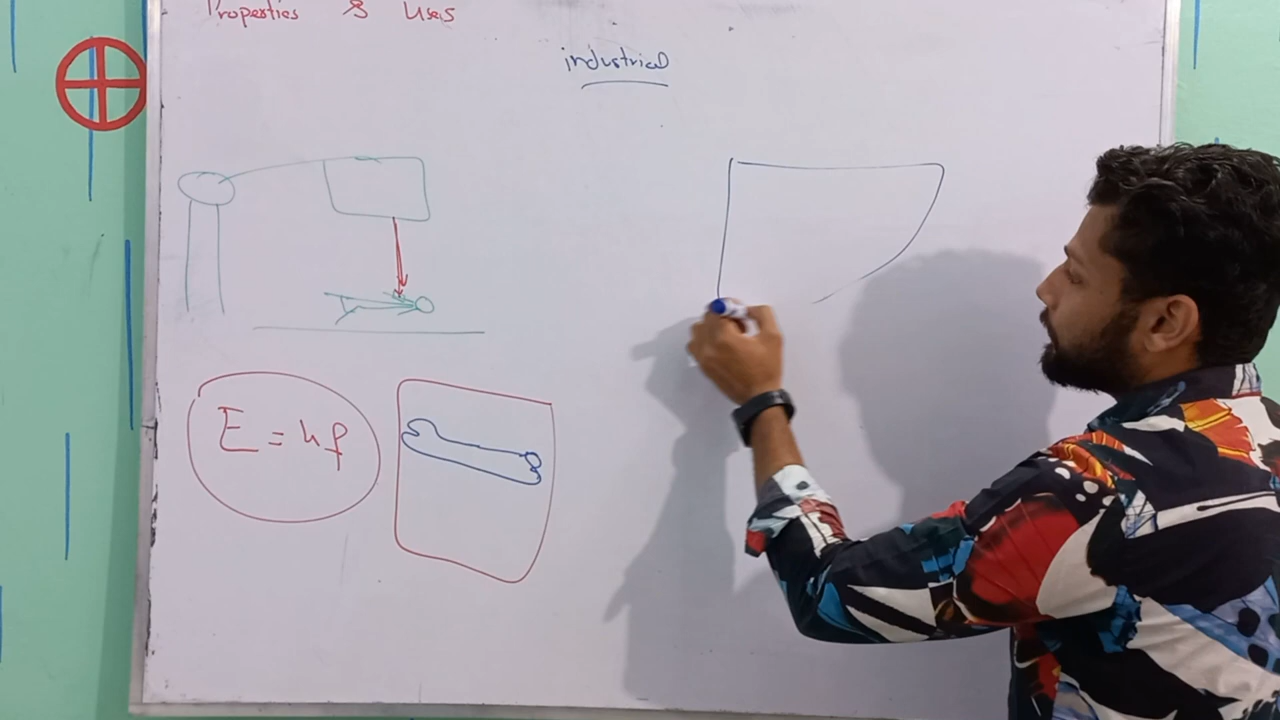 Properties & Uses
industrial
E = hf